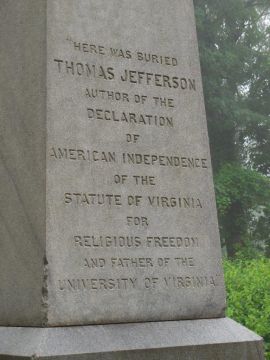 "HERE WAS BURIED
THOMAS JEFFERSON
AUTHOR OF THE
DECLARATION
OF
AMERICAN INDEPENDENCE
OF THE
STATUTE OF VIRGINIA
FOR
RELIGIOUS FREEDOM
AND FATHER OF THE
UNIVERSITY OF VIRGINIA"